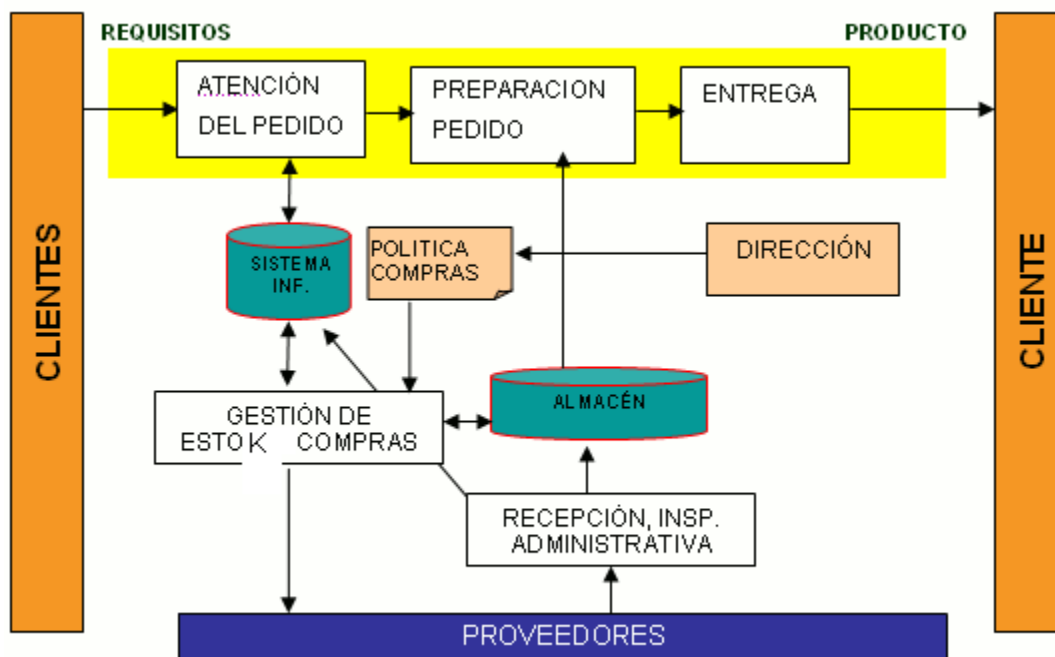 REQUISITOS
PRODUCTO
CLIENTES
ATENCIÓN
DEL PEDIDO
PREPARACION
PEDIDO
ENTREGA
CLIENTE
SISTEMA
INF.
POLITICA
COMPRAS
DIRECCIÓN
ALMACÉN
GESTIÓN DE
ESTOK COMPRAS
RECEPCIÓN, INSP.
ADMINISTRATIVA
PROVEEDORES